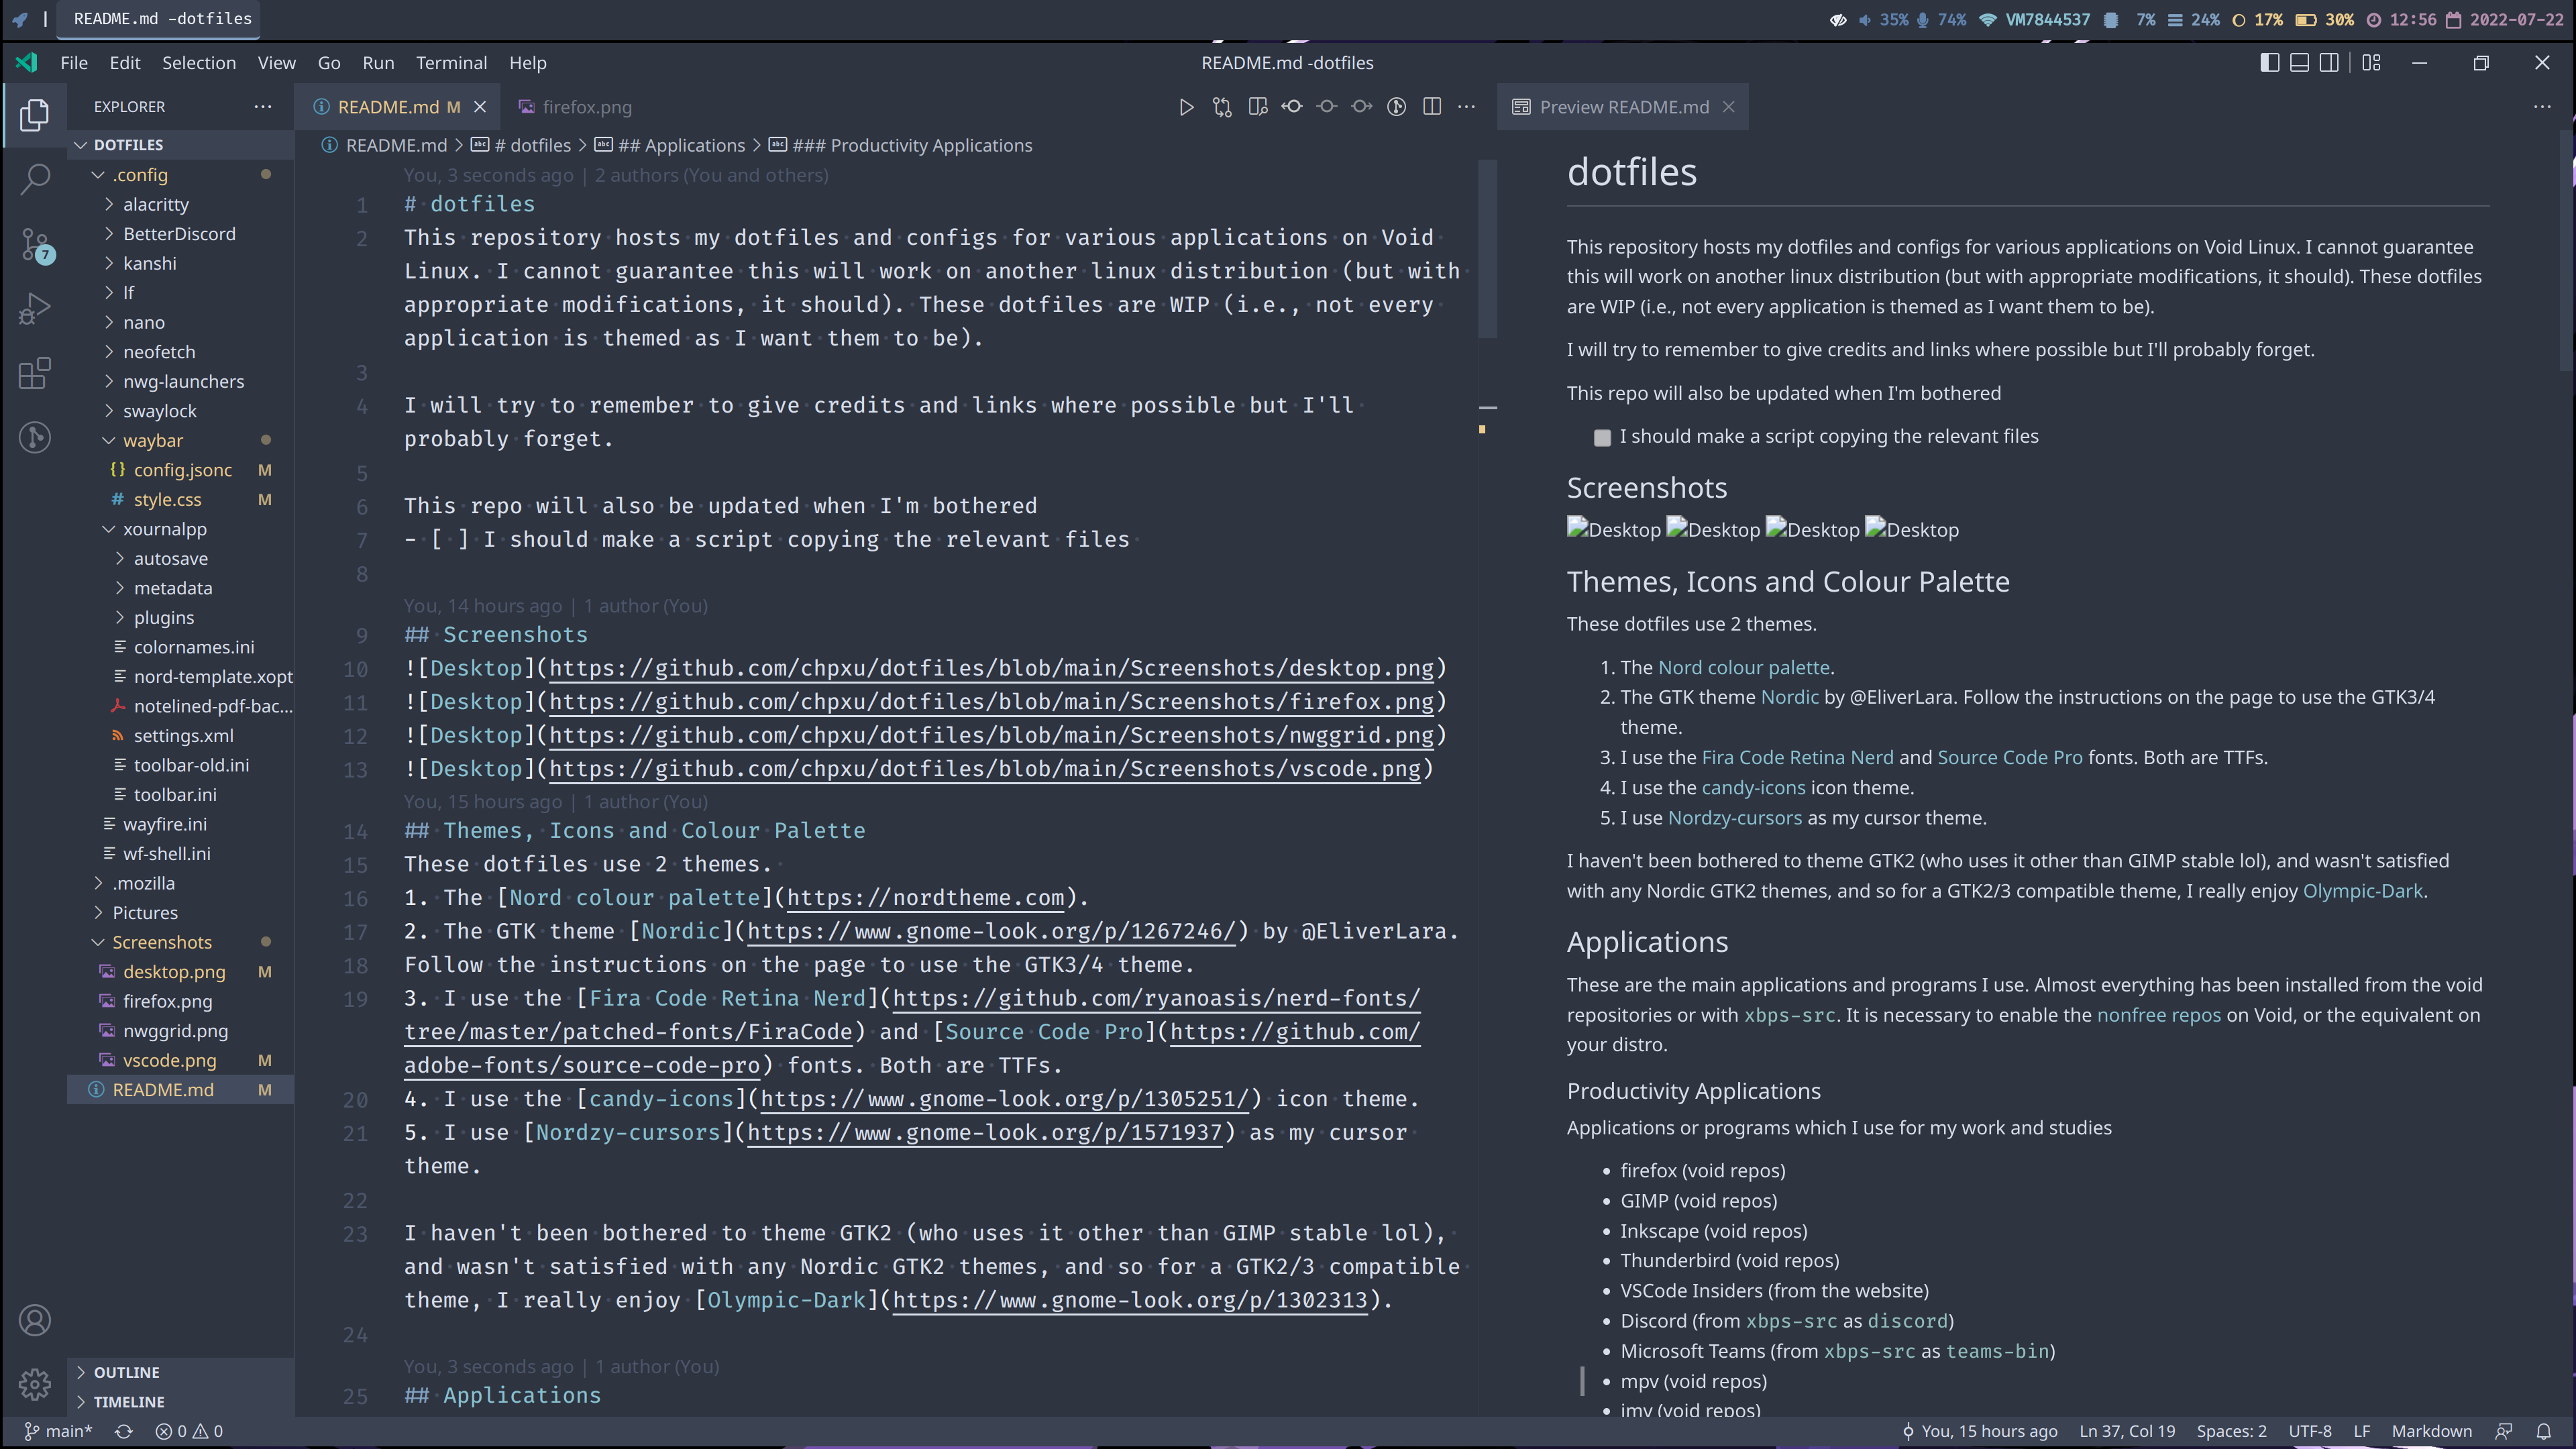 README.md -dotfiles
35% 74% VM7844537 7% 24% 17% 30% 12:56 2022-07-22
File Edit Selection View Go Run Terminal Help
README.md -dotfiles
EXPLORER
README.md M
firefox.png
Preview README.md
DOTFILES
.config
alacritty
BetterDiscord
kanshi
lf
nano
neofetch
nwg-launchers
swaylock
waybar
config.jsonc M
style.css M
xournalpp
autosave
metadata
plugins
colornames.ini
nord-template.xopt
notelined-pdf-bac...
settings.xml
toolbar-old.ini
toolbar.ini
wayfire.ini
wf-shell.ini
.mozilla
Pictures
Screenshots
desktop.png M
firefox.png
nwggrid.png
vscode.png M
README.md M
OUTLINE
TIMELINE
7
README.md > # dotfiles > ## Applications > ### Productivity Applications
You, 3 seconds ago | 2 authors (You and others)
1 # dotfiles
2 This repository hosts my dotfiles and configs for various applications on Void
Linux. I cannot guarantee this will work on another linux distribution (but with
appropriate modifications, it should). These dotfiles are WIP (i.e., not every
application is themed as I want them to be).
3
4 I will try to remember to give credits and links where possible but I'll
probably forget.
5
6 This repo will also be updated when I'm bothered
7 - [ ] I should make a script copying the relevant files
8
You, 14 hours ago | 1 author (You)
9 ## Screenshots
10 ![Desktop](https://github.com/chpxu/dotfiles/blob/main/Screenshots/desktop.png)
11 ![Desktop](https://github.com/chpxu/dotfiles/blob/main/Screenshots/firefox.png)
12 ![Desktop](https://github.com/chpxu/dotfiles/blob/main/Screenshots/nwggrid.png)
13 ![Desktop](https://github.com/chpxu/dotfiles/blob/main/Screenshots/vscode.png)
You, 15 hours ago | 1 author (You)
14 ## Themes, Icons and Colour Palette
15 These dotfiles use 2 themes.
16 1. The [Nord colour palette](https://nordtheme.com).
17 2. The GTK theme [Nordic](https://www.gnome-look.org/p/1267246/) by @EliverLara.
18 Follow the instructions on the page to use the GTK3/4 theme.
19 3. I use the [Fira Code Retina Nerd](https://github.com/ryanoasis/nerd-fonts/
tree/master/patched-fonts/FiraCode) and [Source Code Pro](https://github.com/
adobe-fonts/source-code-pro) fonts. Both are TTFs.
20 4. I use the [candy-icons](https://www.gnome-look.org/p/1305251/) icon theme.
21 5. I use [Nordzy-cursors](https://www.gnome-look.org/p/1571937) as my cursor
theme.
22
23 I haven't been bothered to theme GTK2 (who uses it other than GIMP stable lol),
and wasn't satisfied with any Nordic GTK2 themes, and so for a GTK2/3 compatible
theme, I really enjoy [Olympic-Dark](https://www.gnome-look.org/p/1302313).
24
You, 3 seconds ago | 1 author (You)
25 ## Applications
dotfiles
This repository hosts my dotfiles and configs for various applications on Void Linux. I cannot guarantee
this will work on another linux distribution (but with appropriate modifications, it should). These dotfiles
are WIP (i.e., not every application is themed as I want them to be).
I will try to remember to give credits and links where possible but I'll probably forget.
This repo will also be updated when I'm bothered
I should make a script copying the relevant files
Screenshots
Desktop Desktop Desktop Desktop
Themes, Icons and Colour Palette
These dotfiles use 2 themes.
1. The Nord colour palette.
2. The GTK theme Nordic by @EliverLara. Follow the instructions on the page to use the GTK3/4
theme.
3. I use the Fira Code Retina Nerd and Source Code Pro fonts. Both are TTFs.
4. I use the candy-icons icon theme.
5. I use Nordzy-cursors as my cursor theme.
I haven't been bothered to theme GTK2 (who uses it other than GIMP stable lol), and wasn't satisfied
with any Nordic GTK2 themes, and so for a GTK2/3 compatible theme, I really enjoy Olympic-Dark.
Applications
These are the main applications and programs I use. Almost everything has been installed from the void
repositories or with xbps-src. It is necessary to enable the nonfree repos on Void, or the equivalent on
your distro.
Productivity Applications
Applications or programs which I use for my work and studies
• firefox (void repos)
• GIMP (void repos)
• Inkscape (void repos)
• Thunderbird (void repos)
• VSCode Insiders (from the website)
• Discord (from xbps-src as discord)
• Microsoft Teams (from xbps-src as teams-bin)
• mpv (void repos)
• imv (void repos)
main* 0 0
You, 15 hours ago Ln 37, Col 19 Spaces: 2 UTF-8 LF Markdown